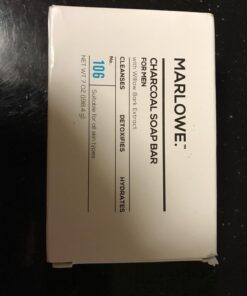 MARLOWE.™
CHARCOAL SOAP BAR
FOR MEN
with Willow Bark Extract
CLEANSES DETOXIFIES HYDRATES
No.
106
Suitable for all skin types
NET WT 7 OZ (198.4 g)